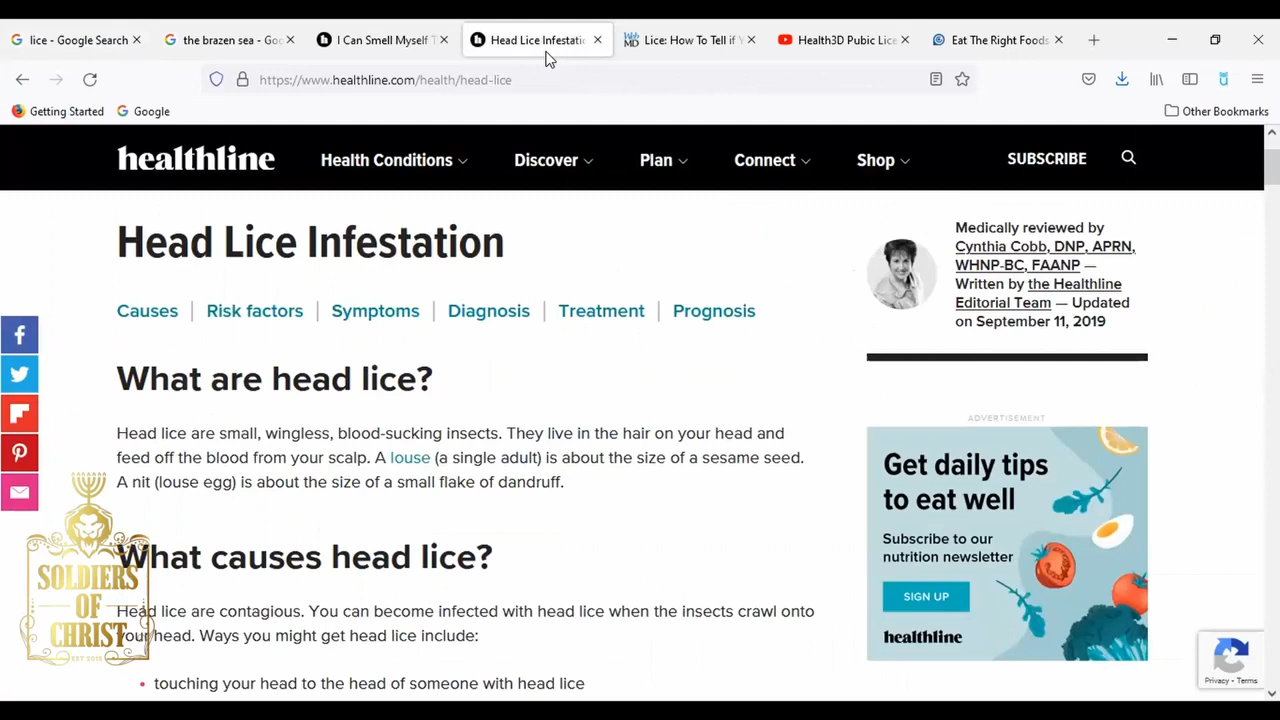 lice - Google Search
the brazen sea - Goo
I Can Smell Myself T
Head Lice Infestatio
WebMD
Lice: How To Tell if Y
Health3D Pubic Lice
Eat The Right Foods
https://www.healthline.com/health/head-lice
Getting Started
Google
Other Bookmarks
healthline
Health Conditions
Discover
Plan
Connect
Shop
SUBSCRIBE
Head Lice Infestation
Causes | Risk factors | Symptoms | Diagnosis | Treatment | Prognosis
What are head lice?
Head lice are small, wingless, blood-sucking insects. They live in the hair on your head and
feed off the blood from your scalp. A louse (a single adult) is about the size of a sesame seed.
A nit (louse egg) is about the size of a small flake of dandruff.
What causes head lice?
Head lice are contagious. You can become infected with head lice when the insects crawl onto
your head. Ways you might get head lice include:
• touching your head to the head of someone with head lice
Medically reviewed by
Cynthia Cobb, DNP, APRN,
WHNP-BC, FAANP —
Written by the Healthline
Editorial Team — Updated
on September 11, 2019
ADVERTISEMENT
Get daily tips
to eat well
Subscribe to our
nutrition newsletter
SIGN UP
healthline
Privacy - Terms
SOLDIERS
OF
CHRIST